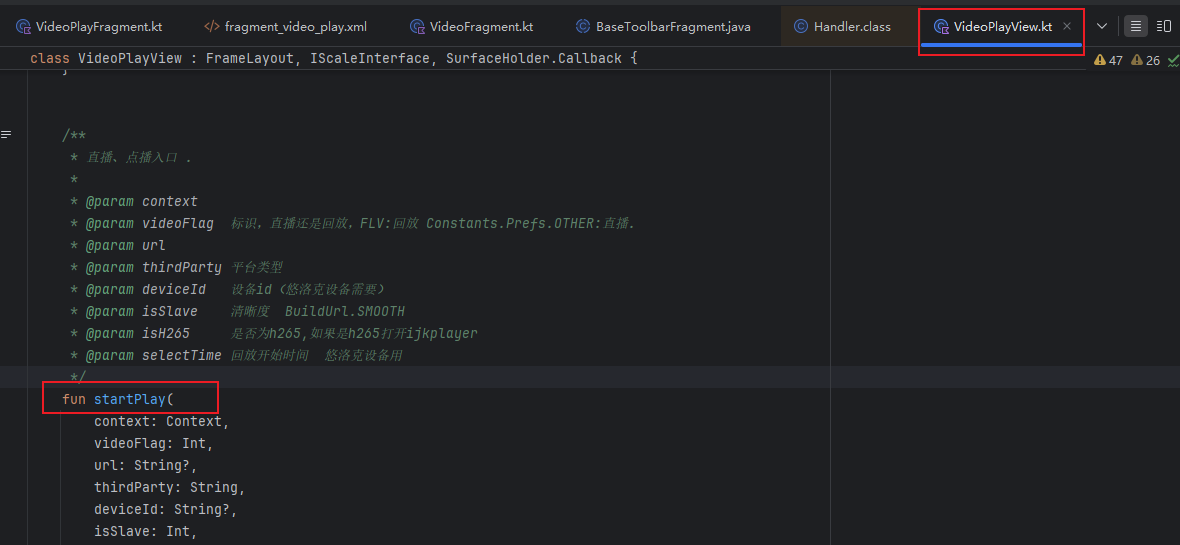 VideoPlayFragment.kt
</> fragment_video_play.xml
VideoFragment.kt
BaseToolbarFragment.java
Handler.class
VideoPlayView.kt
class VideoPlayView : FrameLayout, IScaleInterface, SurfaceHolder.Callback {
47 26
}
/**
* 直播、点播入口 .
*
* @param context
* @param videoFlag 标识，直播还是回放，FLV:回放 Constants.Prefs.OTHER:直播.
* @param url
* @param thirdParty 平台类型
* @param deviceId 设备id（悠洛克设备需要）
* @param isSlave 清晰度 BuildUrl.SMOOTH
* @param isH265 是否为h265,如果是h265打开ijkplayer
* @param selectTime 回放开始时间 悠洛克设备用
*/
fun startPlay(
context: Context,
videoFlag: Int,
url: String?,
thirdParty: String,
deviceId: String?,
isSlave: Int,